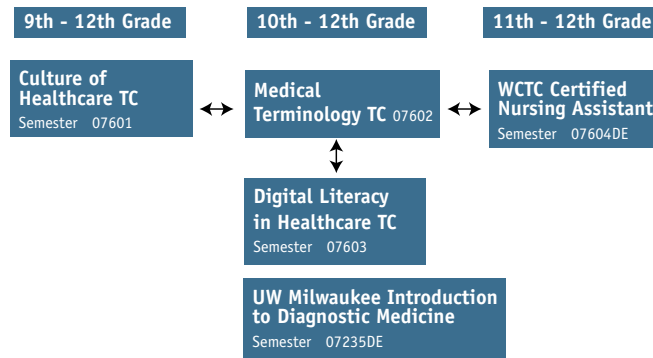 9th - 12th Grade
10th - 12th Grade
11th - 12th Grade
Culture of
Healthcare TC
Semester 07601
Medical
Terminology TC 07602
WCTC Certified
Nursing Assistant
Semester 07604DE
Digital Literacy
in Healthcare TC
Semester 07603
UW Milwaukee Introduction
to Diagnostic Medicine
Semester 07235DE